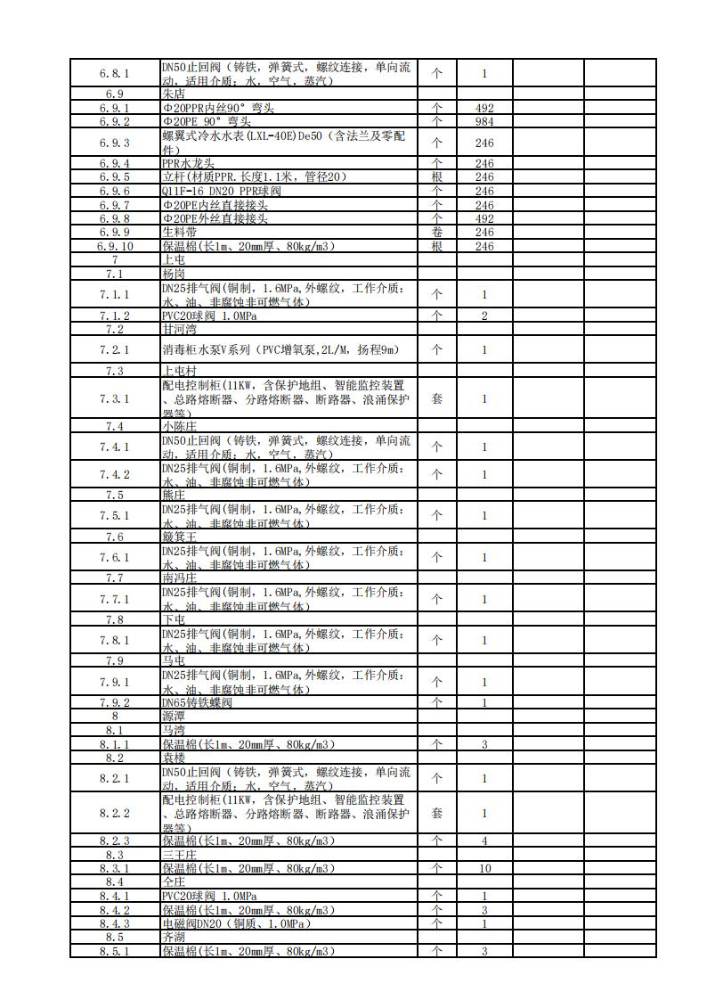 6.8.1 DN50止回阀（铸铁，弹簧式，螺纹连接，单向流 个 1
动，适用介质：水，空气，蒸汽）
6.9 朱店
6.9.1 Φ20PPR内丝90°弯头 个 492
6.9.2 Φ20PE 90°弯头 个 984
6.9.3 螺翼式冷水水表(LXL-40E)De50（含法兰及零配 个 246
件）
6.9.4 PPR水龙头 个 246
6.9.5 立杆(材质PPR.长度1.1米，管径20） 根 246
6.9.6 Q11F-16 DN20 PPR球阀 个 246
6.9.7 Φ20PE内丝直接接头 个 246
6.9.8 Φ20PE外丝直接接头 个 492
6.9.9 生料带 卷 246
6.9.10 保温棉(长1m、20mm厚、80kg/m3） 根 246
7 上屯
7.1 杨岗
7.1.1 DN25排气阀(铜制，1.6MPa,外螺纹，工作介质： 个 1
水、油、非腐蚀非可燃气体）
7.1.2 PVC20球阀 1.0MPa 个 2
7.2 甘河湾
7.2.1 消毒柜水泵V系列（PVC增氧泵,2L/M，扬程9m） 个 1
7.3 上屯村
7.3.1 配电控制柜(11KW，含保护地组、智能监控装置 套 1
、总路熔断器、分路熔断器、断路器、浪涌保护
器等）
7.4 小陈庄
7.4.1 DN50止回阀（铸铁，弹簧式，螺纹连接，单向流 个 1
动，适用介质：水，空气，蒸汽）
7.4.2 DN25排气阀(铜制，1.6MPa,外螺纹，工作介质： 个 1
水、油、非腐蚀非可燃气体）
7.5 熊庄
7.5.1 DN25排气阀(铜制，1.6MPa,外螺纹，工作介质： 个 1
水、油、非腐蚀非可燃气体）
7.6 簸箕王
7.6.1 DN25排气阀(铜制，1.6MPa,外螺纹，工作介质： 个 1
水、油、非腐蚀非可燃气体）
7.7 南冯庄
7.7.1 DN25排气阀(铜制，1.6MPa,外螺纹，工作介质： 个 1
水、油、非腐蚀非可燃气体）
7.8 下屯
7.8.1 DN25排气阀(铜制，1.6MPa,外螺纹，工作介质： 个 1
水、油、非腐蚀非可燃气体）
7.9 马屯
7.9.1 DN25排气阀(铜制，1.6MPa,外螺纹，工作介质： 个 1
水、油、非腐蚀非可燃气体）
7.9.2 DN65铸铁蝶阀 个 1
8 源潭
8.1 马湾
8.1.1 保温棉(长1m、20mm厚、80kg/m3） 个 3
8.2 袁楼
8.2.1 DN50止回阀（铸铁，弹簧式，螺纹连接，单向流 个 1
动，适用介质：水，空气，蒸汽）
8.2.2 配电控制柜(11KW，含保护地组、智能监控装置 套 1
、总路熔断器、分路熔断器、断路器、浪涌保护
器等）
8.2.3 保温棉(长1m、20mm厚、80kg/m3） 个 4
8.3 三王庄
8.3.1 保温棉(长1m、20mm厚、80kg/m3） 个 10
8.4 仝庄
8.4.1 PVC20球阀 1.0MPa 个 1
8.4.2 保温棉(长1m、20mm厚、80kg/m3） 个 3
8.4.3 电磁阀DN20（铜质、1.0MPa） 个 1
8.5 齐湖
8.5.1 保温棉(长1m、20mm厚、80kg/m3） 个 3